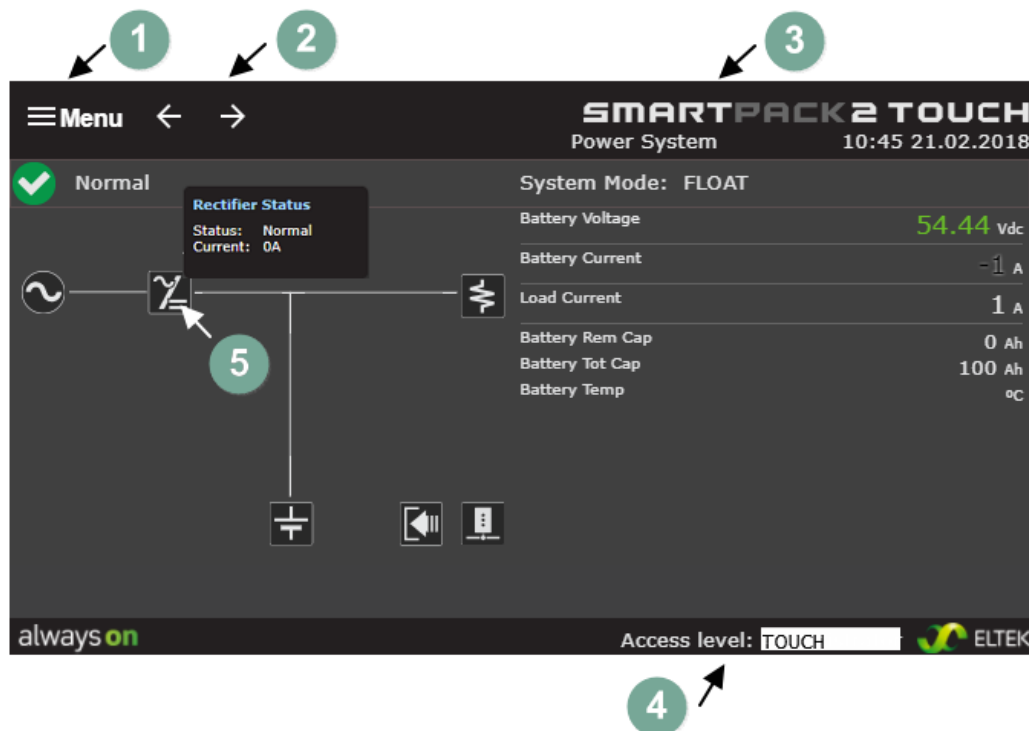 1
2
3
Menu
SMARTPACK2 TOUCH
Power System
10:45 21.02.2018
Normal
System Mode: FLOAT
Rectifier Status
Status: Normal
Current: 0A
Battery Voltage
54.44 Vdc
Battery Current
-1 A
Load Current
1 A
Battery Rem Cap
0 Ah
Battery Tot Cap
100 Ah
Battery Temp
ºC
5
always on
Access level: TOUCH
ELTEK
4